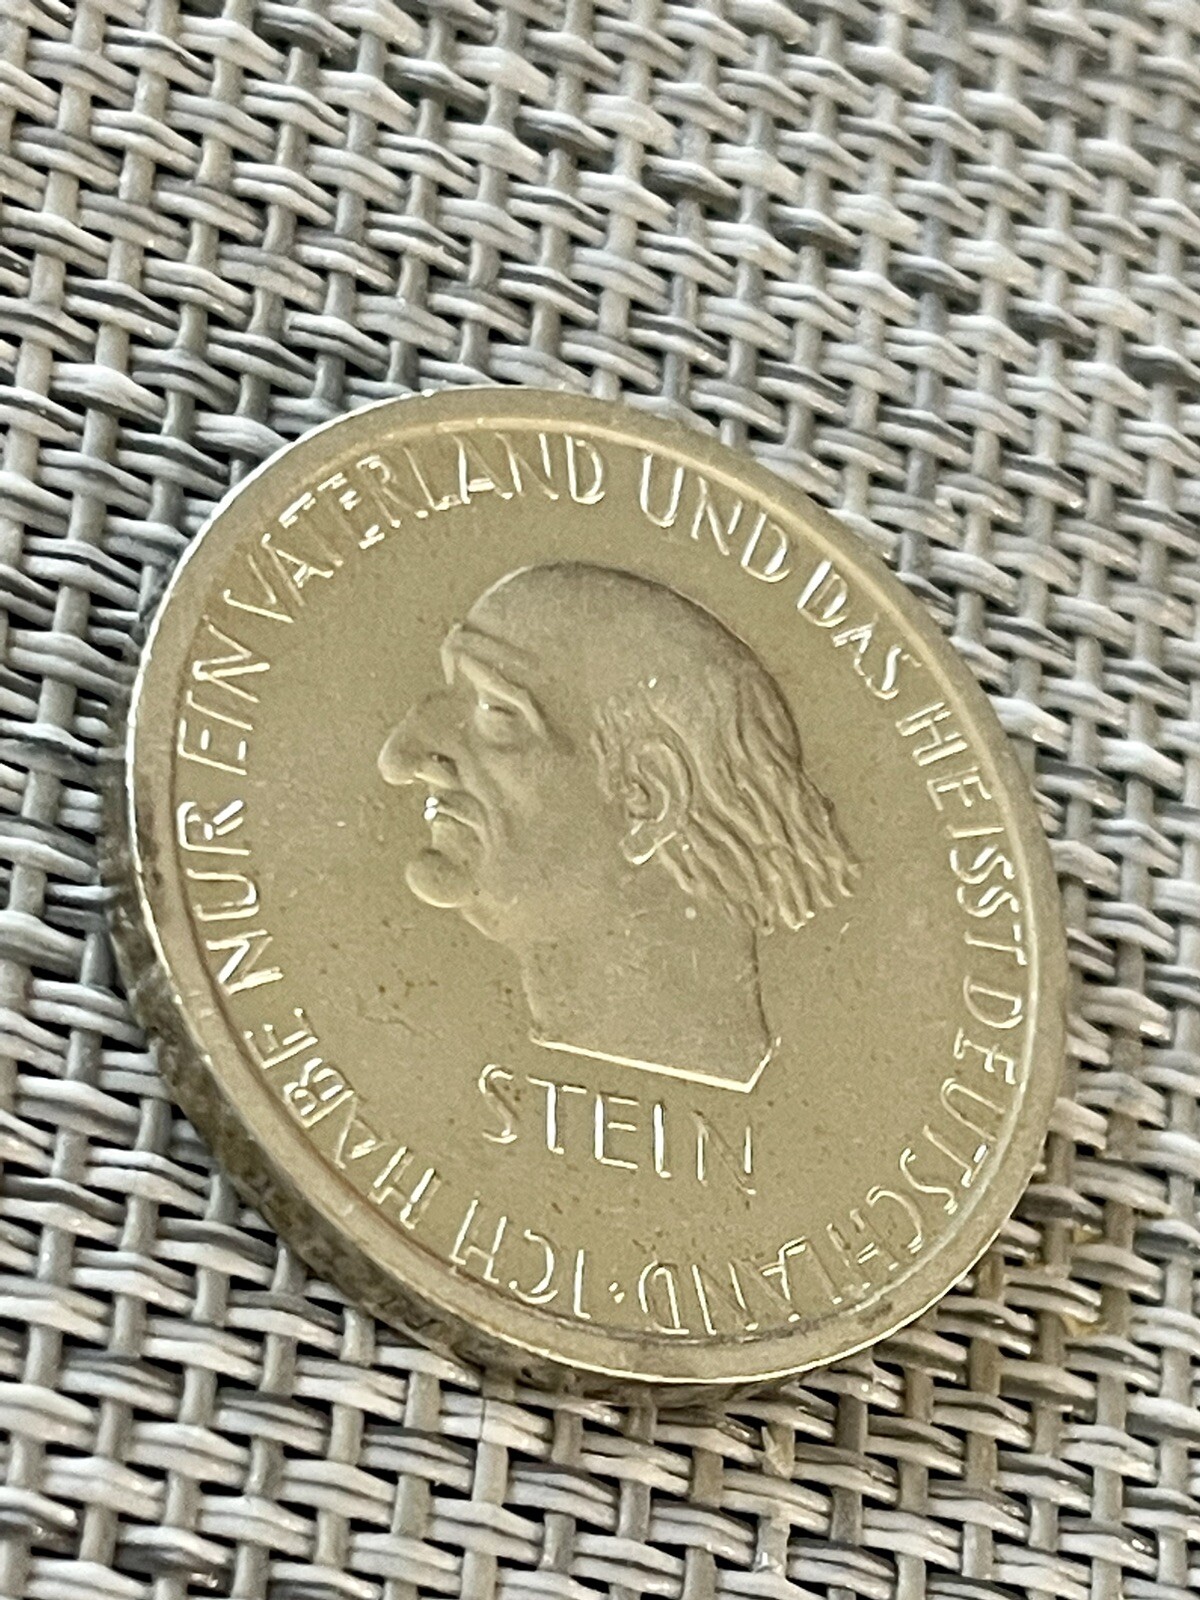 ICH HABE NUR EIN VATERLAND UND DAS HEISST DEUTSCHLAND ·
STEIN